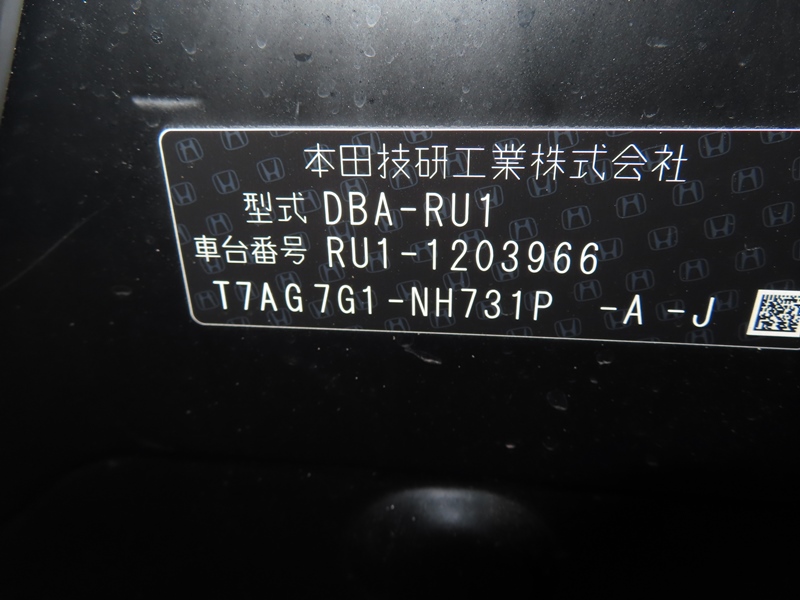 本田技研工業株式会社
型式 DBA-RU1
車台番号 RU1-1203966
T7AG7G1-NH731P -A-J